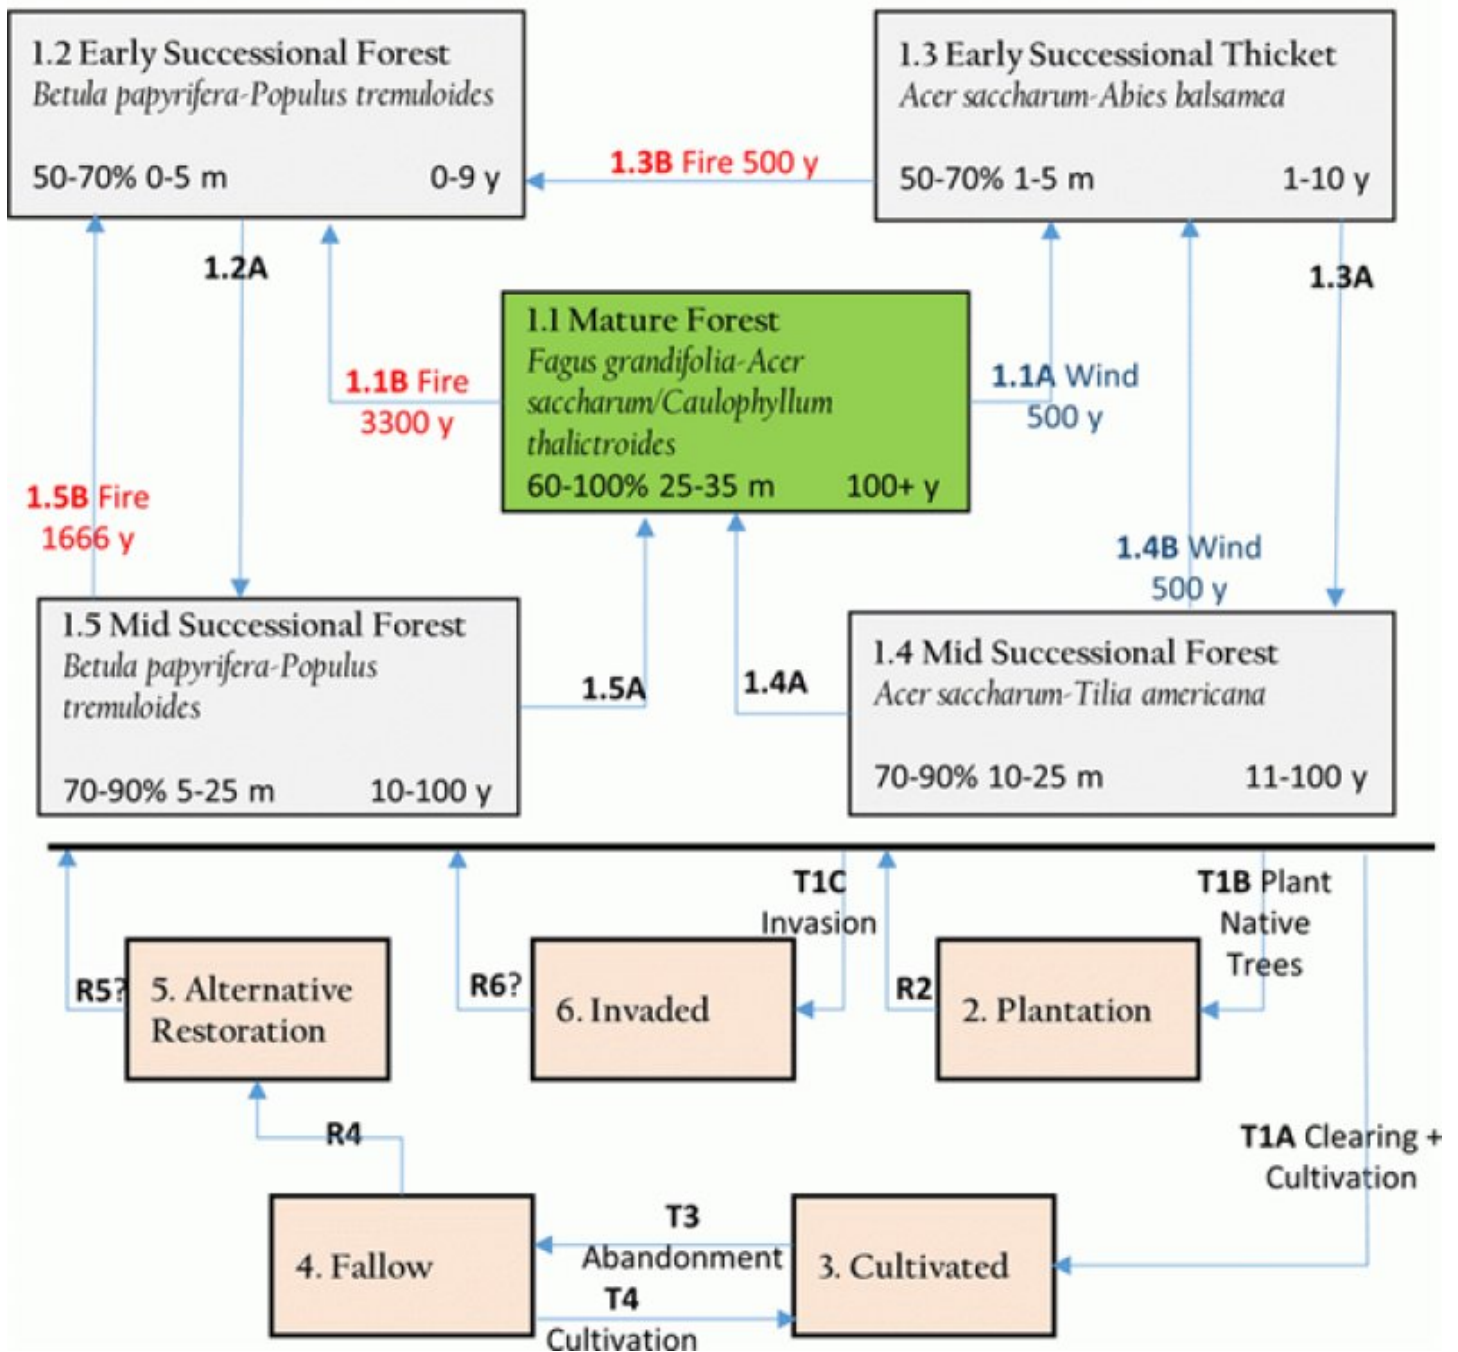 1.2 Early Successional Forest
Betula papyrifera-Populus tremuloides
50-70% 0-5 m 0-9 y
1.3 Early Successional Thicket
Acer saccharum-Abies balsamea
50-70% 1-5 m 1-10 y
1.3B Fire 500 y
1.2A
1.3A
1.1 Mature Forest
Fagus grandifolia-Acer
saccharum/Caulophyllum
thalictroides
60-100% 25-35 m 100+ y
1.1B Fire
3300 y
1.1A Wind
500 y
1.5B Fire
1666 y
1.4B Wind
500 y
1.5 Mid Successional Forest
Betula papyrifera-Populus
tremuloides
70-90% 5-25 m 10-100 y
1.5A
1.4A
1.4 Mid Successional Forest
Acer saccharum-Tilia americana
70-90% 10-25 m 11-100 y
T1C
Invasion
T1B Plant
Native
Trees
R5?
5. Alternative
Restoration
R6?
6. Invaded
R2
2. Plantation
R4
T1A Clearing +
Cultivation
4. Fallow
T3
Abandonment
T4
Cultivation
3. Cultivated